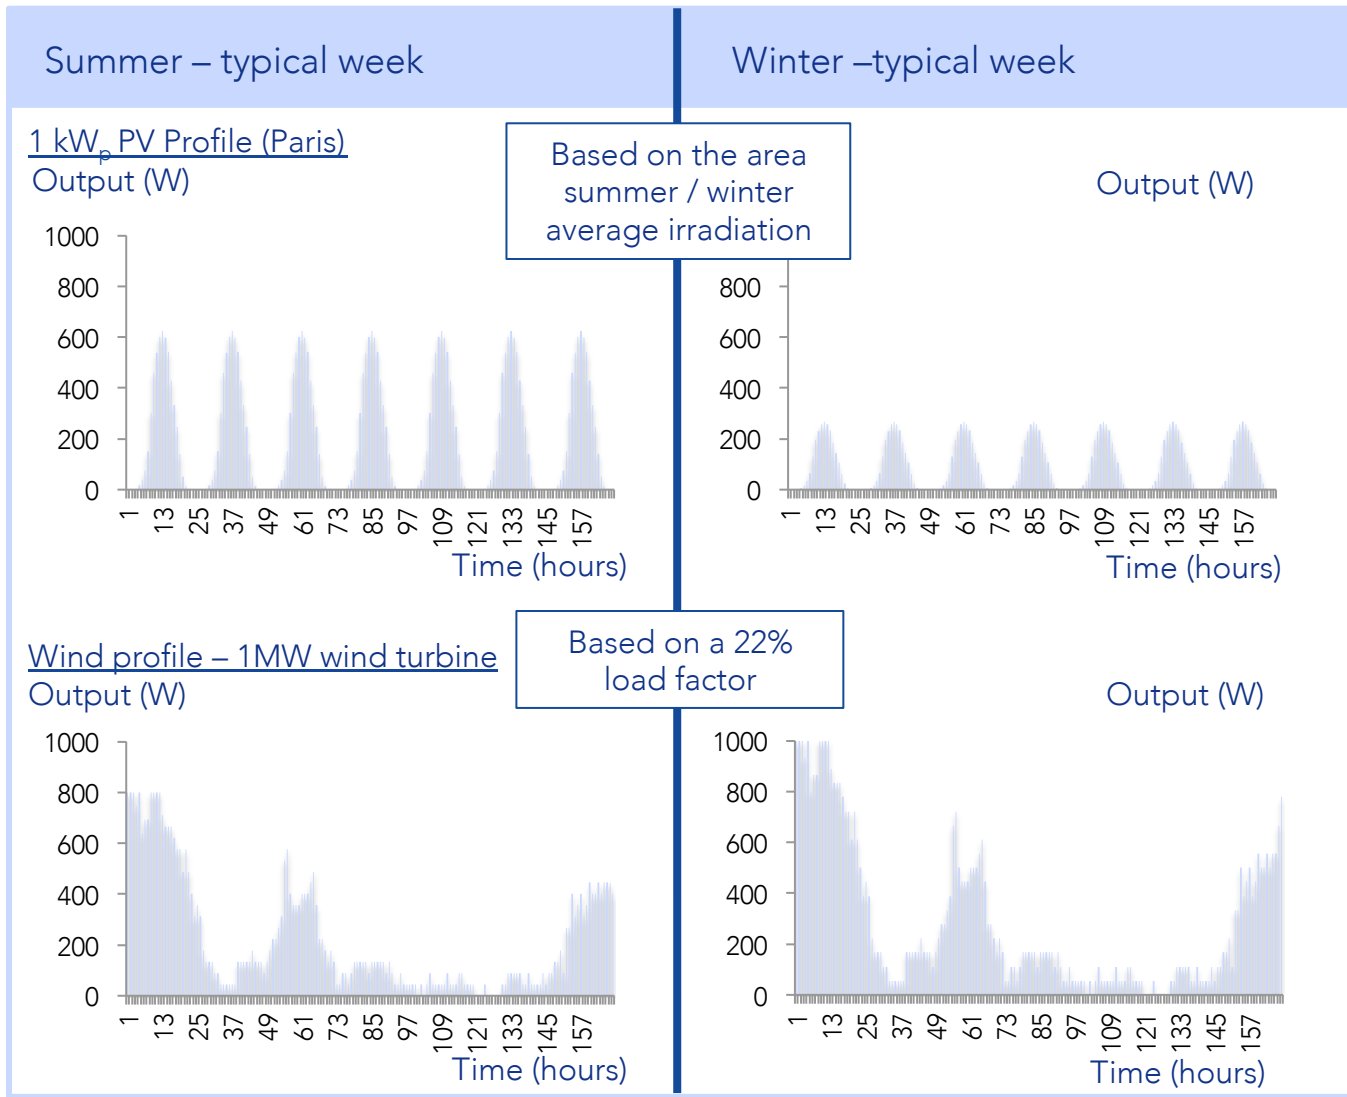 Summer – typical week
Winter –typical week
1 kWp PV Profile (Paris)
Output (W)
Based on the area
summer / winter
average irradiation
Output (W)
1000
800
600
400
200
0
1 13 25 37 49 61 73 85 97 109 121 133 145 157
Time (hours)
800
600
400
200
0
1 13 25 37 49 61 73 85 97 109 121 133 145 157
Time (hours)
Wind profile – 1MW wind turbine
Output (W)
Based on a 22%
load factor
Output (W)
1000
800
600
400
200
0
1 13 25 37 49 61 73 85 97 109 121 133 145 157
Time (hours)
1000
800
600
400
200
0
1 13 25 37 49 61 73 85 97 109 121 133 145 157
Time (hours)